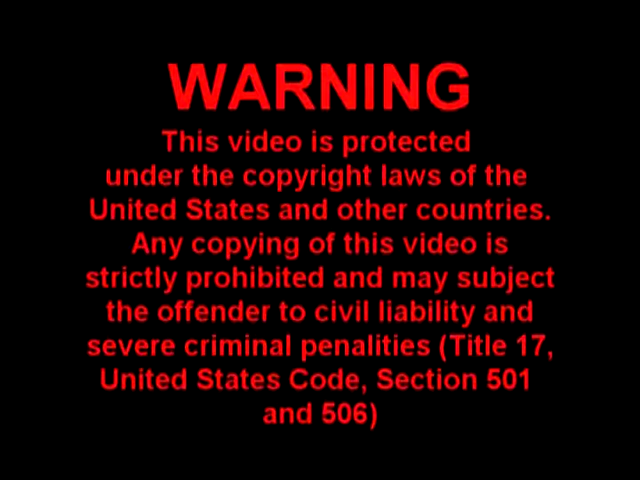 WARNING
This video is protected
under the copyright laws of the
United States and other countries.
Any copying of this video is
strictly prohibited and may subject
the offender to civil liability and
severe criminal penalities (Title 17,
United States Code, Section 501
and 506)